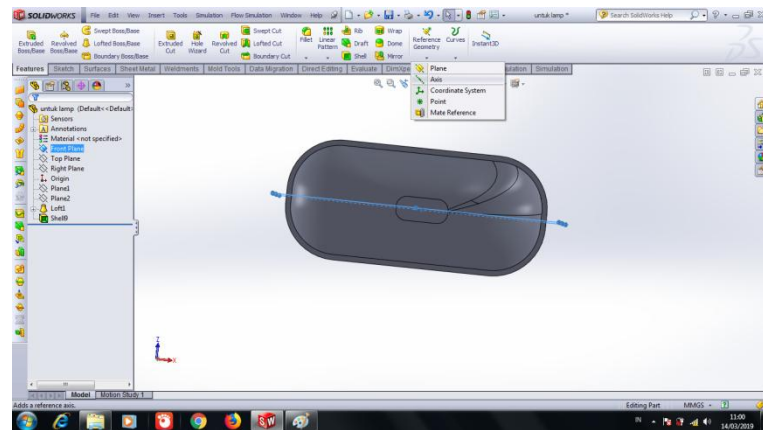 SOLIDWORKS File Edit View Insert Tools Simulation Flow Simulation Window Help untuk lamp * Search SolidWorks Help
Extruded Boss/Base
Revolved Boss/Base
Swept Boss/Base
Lofted Boss/Base
Boundary Boss/Base
Extruded Cut
Hole Wizard
Revolved Cut
Swept Cut
Lofted Cut
Boundary Cut
Fillet
Linear Pattern
Rib
Draft
Shell
Wrap
Dome
Mirror
Reference Geometry
Curves
Instant3D
Features Sketch Surfaces Sheet Metal Weldments Mold Tools Data Migration Direct Editing Evaluate DimXpe Simulation
Plane
Axis
Coordinate System
Point
Mate Reference
untuk lamp (Default<<Default
Sensors
Annotations
Material <not specified>
Front Plane
Top Plane
Right Plane
Origin
Plane1
Plane2
Loft1
Shell9
Z
X
Model Motion Study 1
Adds a reference axis. Editing Part MMGS
IN 11:00
14/03/2019